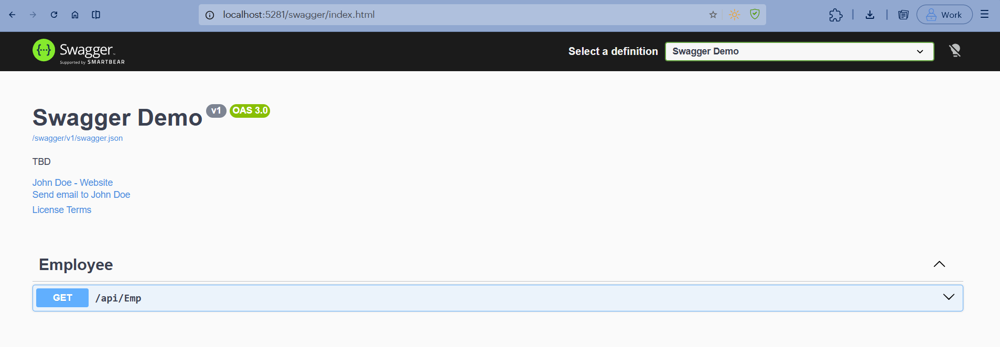 localhost:5281/swagger/index.html
Work
Swagger™
Supported by SMARTBEAR
Select a definition
Swagger Demo
Swagger Demo v1 OAS 3.0
/swagger/v1/swagger.json
TBD
John Doe - Website
Send email to John Doe
License Terms
Employee
GET /api/Emp